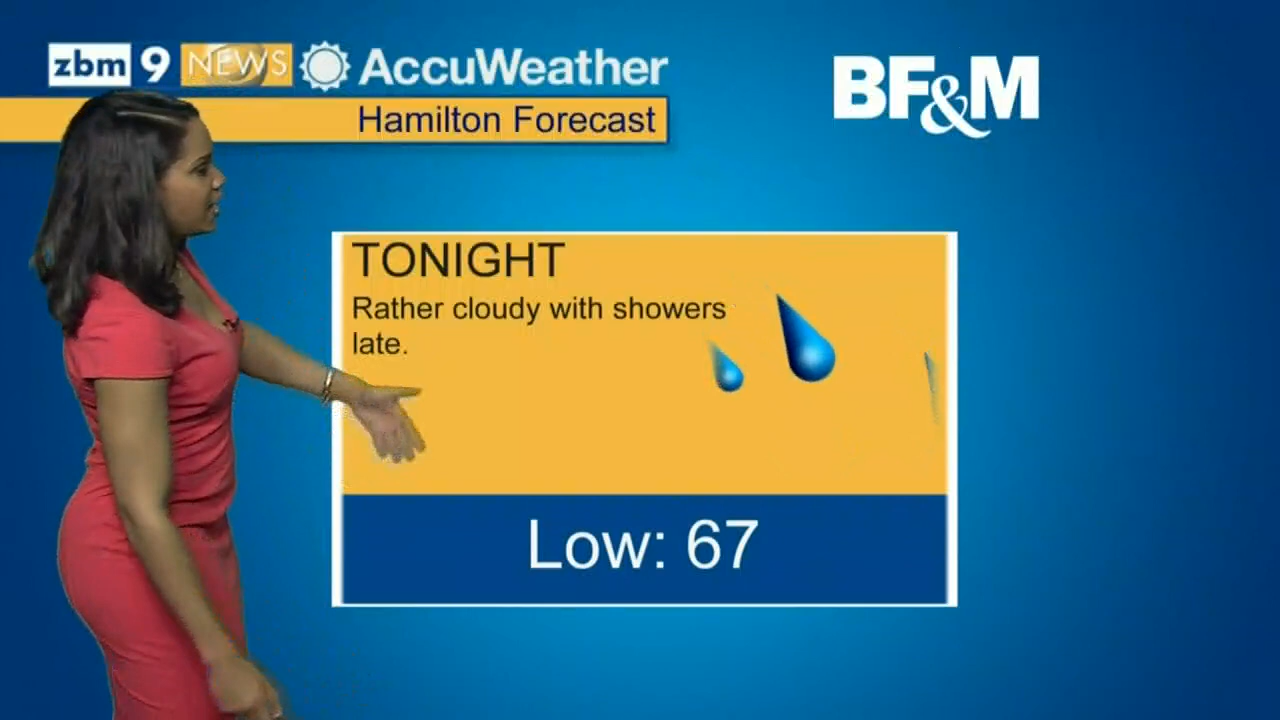 zbm 9 NEWS AccuWeather
BF&M
Hamilton Forecast
TONIGHT
Rather cloudy with showers
late.
Low: 67